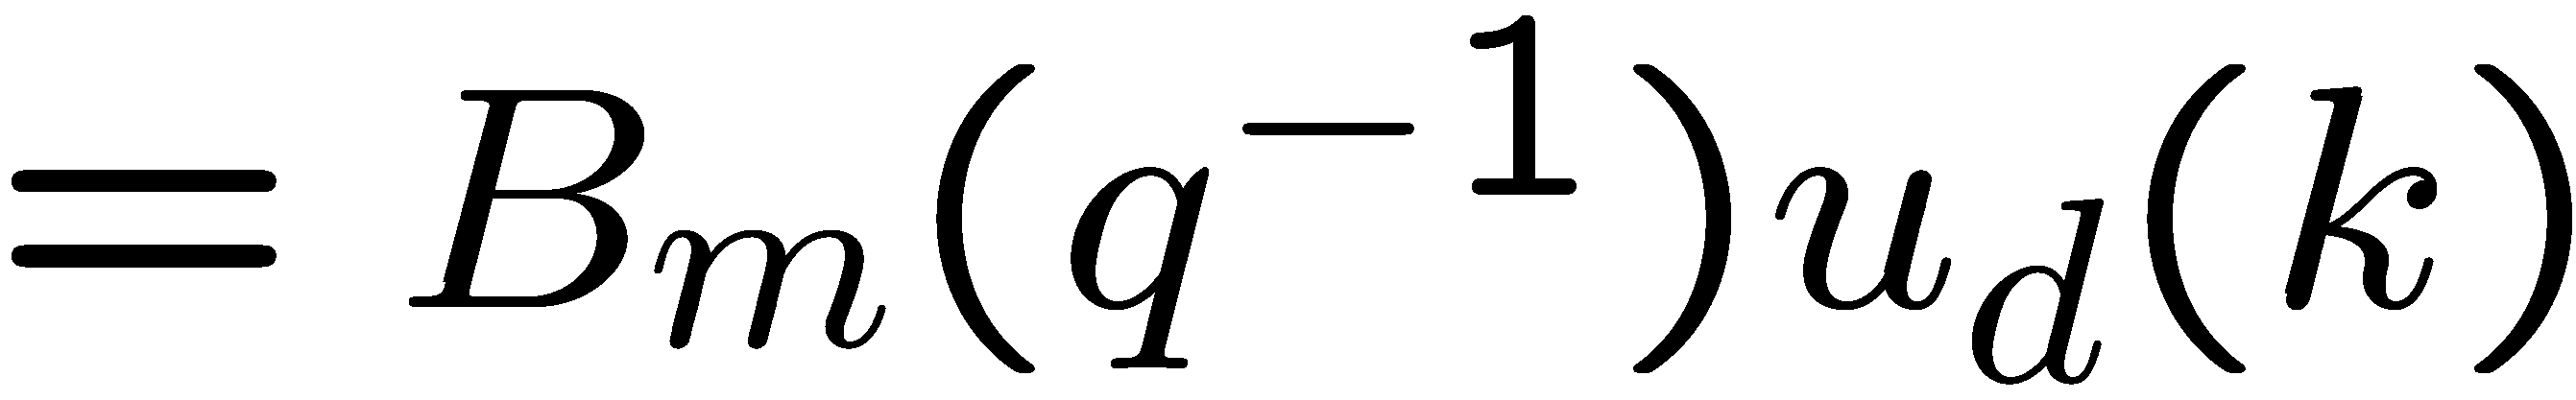 = B_m(q^{-1})u_d(k)